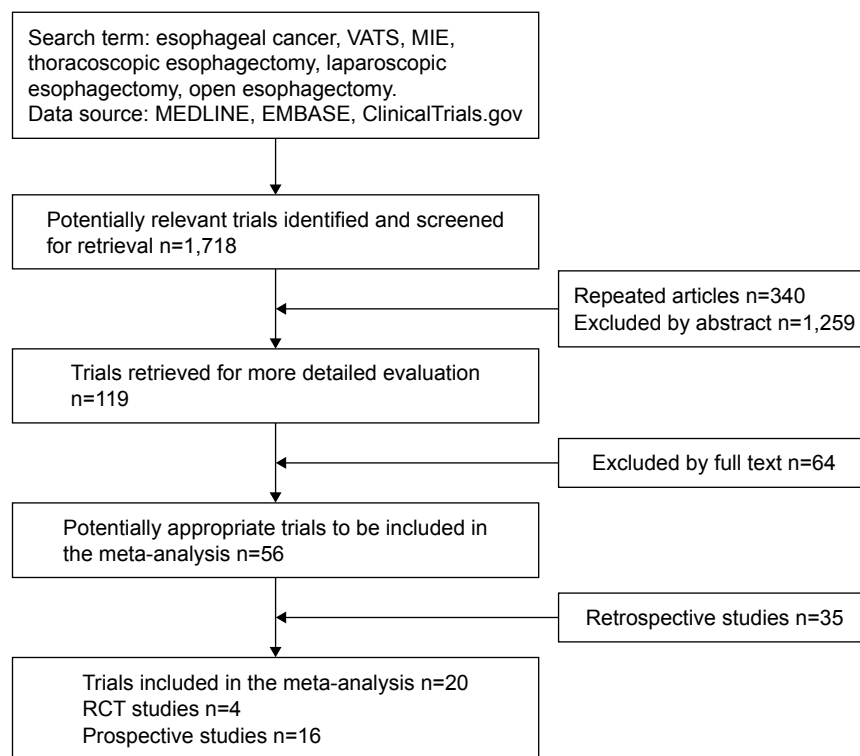 Search term: esophageal cancer, VATS, MIE,
thoracoscopic esophagectomy, laparoscopic
esophagectomy, open esophagectomy.
Data source: MEDLINE, EMBASE, ClinicalTrials.gov
Potentially relevant trials identified and screened
for retrieval n=1,718
Repeated articles n=340
Excluded by abstract n=1,259
Trials retrieved for more detailed evaluation
n=119
Excluded by full text n=64
Potentially appropriate trials to be included in
the meta-analysis n=56
Retrospective studies n=35
Trials included in the meta-analysis n=20
RCT studies n=4
Prospective studies n=16